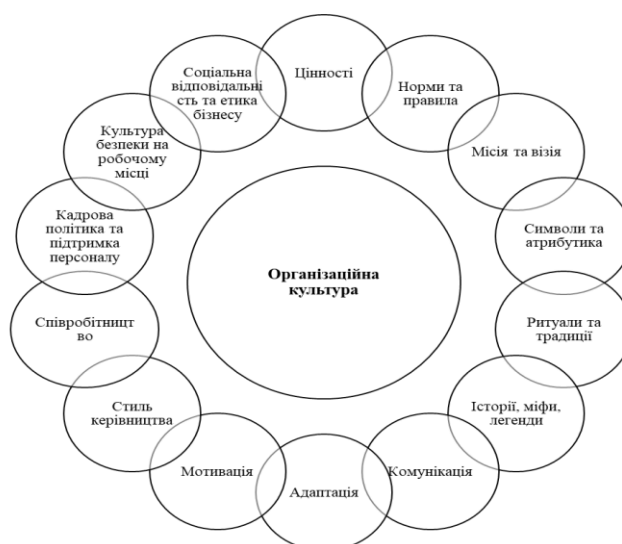 Цінності
Норми та
правила
Місія та візія
Символи та
атрибутика
Ритуали та
традиції
Історії, міфи,
легенди
Комунікація
Адаптація
Мотивація
Стиль
керівництва
Співробітницт
во
Кадрова
політика та
підтримка
персоналу
Культура
безпеки на
робочому
місці
Соціальна
відповідальні
сть та етика
бізнесу
Організаційна
культура